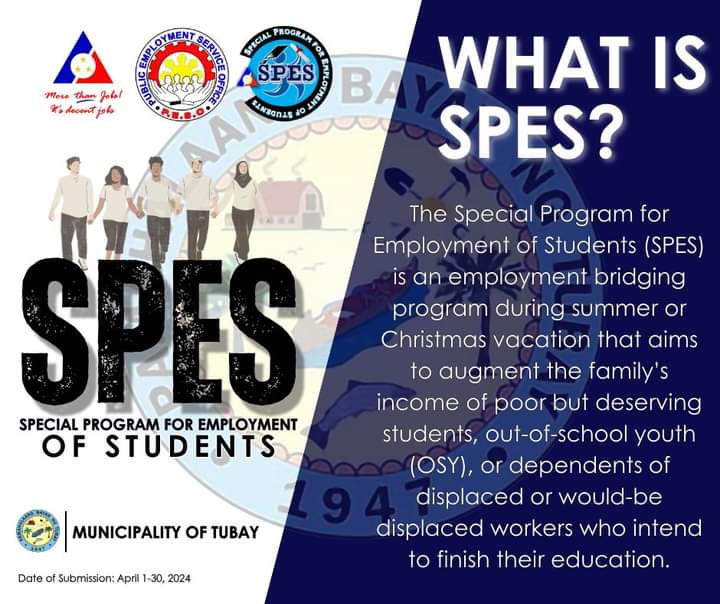 More than Jobs!
It's decent jobs
PUBLIC EMPLOYMENT SERVICE OFFICE
P.E.S.O.
SPECIAL PROGRAM FOR EMPLOYMENT OF STUDENTS
SPES
WHAT IS
SPES?
The Special Program for
Employment of Students (SPES)
is an employment bridging
program during summer or
Christmas vacation that aims
to augment the family's
income of poor but deserving
students, out-of-school youth
(OSY), or dependents of
displaced or would-be
displaced workers who intend
to finish their education.
SPES
SPECIAL PROGRAM FOR EMPLOYMENT
OF STUDENTS
MUNICIPALITY OF TUBAY
Date of Submission: April 1-30, 2024
BAYAN NG TUBAY
1947